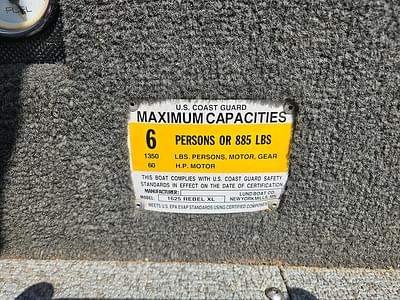 FUEL
U.S. COAST GUARD
MAXIMUM CAPACITIES
6 PERSONS OR 885 LBS
1350 LBS. PERSONS, MOTOR, GEAR
60 H.P. MOTOR
THIS BOAT COMPLIES WITH U.S. COAST GUARD SAFETY
STANDARDS IN EFFECT ON THE DATE OF CERTIFICATION
MANUFACTURER: LUND BOAT CO.
MODEL: 1625 REBEL XL NEW YORK MILLS, MN.
MEETS U.S. EPA EVAP STANDARDS USING CERTIFIED COMPONENTS